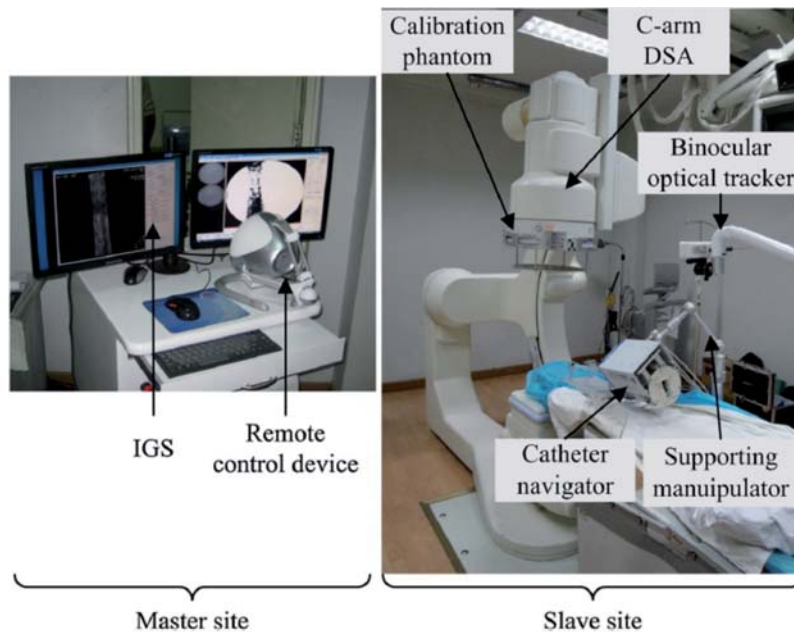 Calibration
phantom
C-arm
DSA
Binocular
optical tracker
IGS
Remote
control device
Catheter
navigator
Supporting
manuipulator
Master site
Slave site